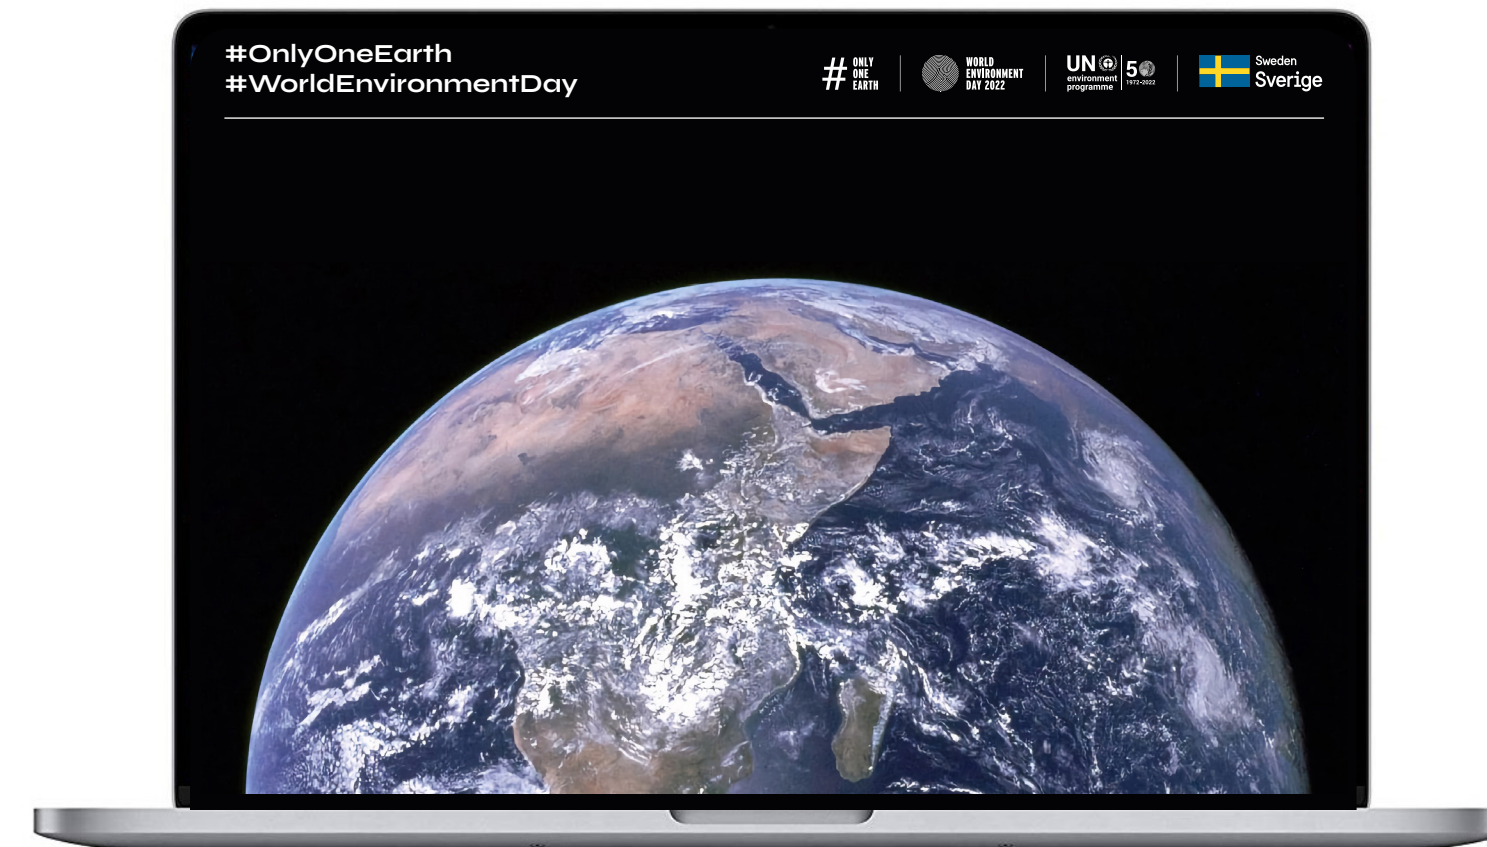 #OnlyOneEarth
#WorldEnvironmentDay
# ONLY
ONE
EARTH
WORLD
ENVIRONMENT
DAY 2022
UN
environment
programme
50
1972-2022
Sweden
Sverige